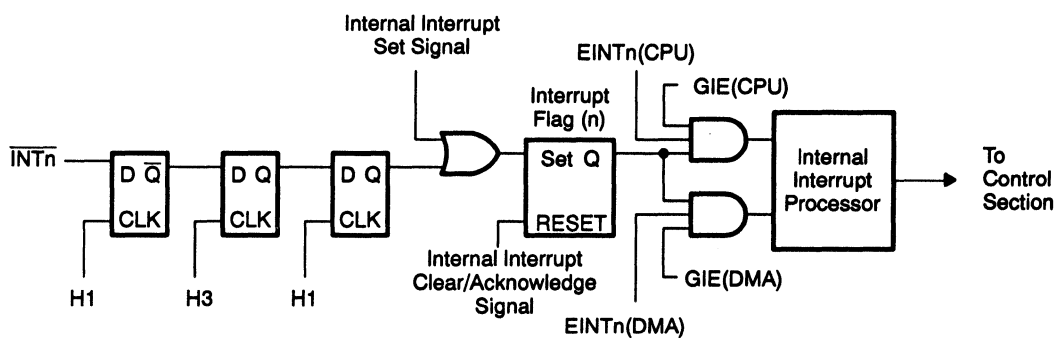 Internal Interrupt
Set Signal
EINTn(CPU)
GIE(CPU)
Interrupt
Flag (n)
I̅N̅T̅n̅
D Q̅
CLK
D Q
CLK
D Q
CLK
Set Q
RESET
Internal
Interrupt
Processor
To
Control
Section
Internal Interrupt
Clear/Acknowledge
Signal
GIE(DMA)
H1
H3
H1
EINTn(DMA)